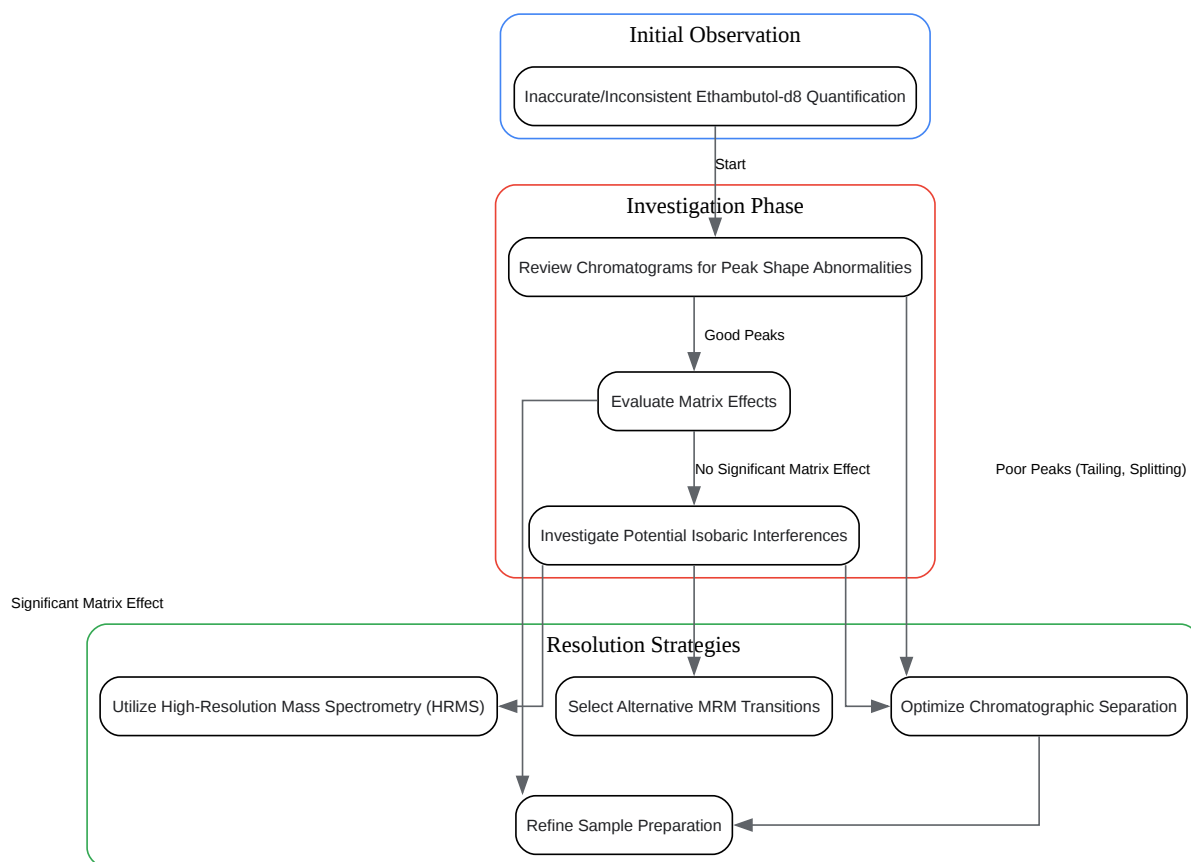 Initial Observation
Inaccurate/Inconsistent Ethambutol-d8 Quantification
Start
Investigation Phase
Review Chromatograms for Peak Shape Abnormalities
Good Peaks
Evaluate Matrix Effects
No Significant Matrix Effect
Poor Peaks (Tailing, Splitting)
Investigate Potential Isobaric Interferences
Significant Matrix Effect
Resolution Strategies
Utilize High-Resolution Mass Spectrometry (HRMS)
Select Alternative MRM Transitions
Optimize Chromatographic Separation
Refine Sample Preparation